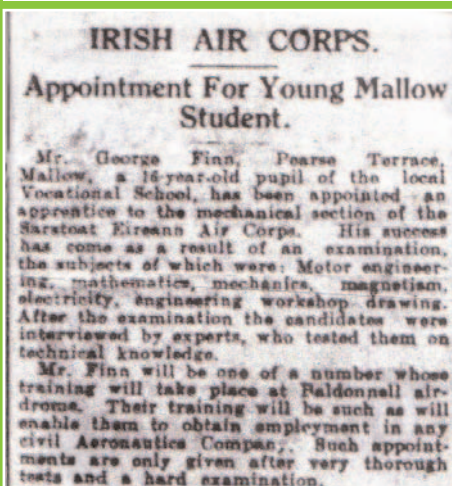 IRISH AIR CORPS.
Appointment For Young Mallow
Student.
Mr. George Finn, Pearse Terrace,
Mallow, a 16-year-old pupil of the local
Vocational School, has been appointed an
apprentice to the mechanical section of the
Sarstoat Eireann Air Corps. His success
has come as a result of an examination,
the subjects of which were: Motor engineer-
ing, mathematics, mechanics, magnetism,
electricity, engineering workshop drawing.
After the examination the candidates were
interviewed by experts, who tested them on
technical knowledge.
Mr. Finn will be one of a number whose
training will take place at Baldonnell air-
drome. Their training will be such as will
enable them to obtain employment in any
civil Aeronautics Company. Such appoint-
ments are only given after very thorough
tests and a hard examination.